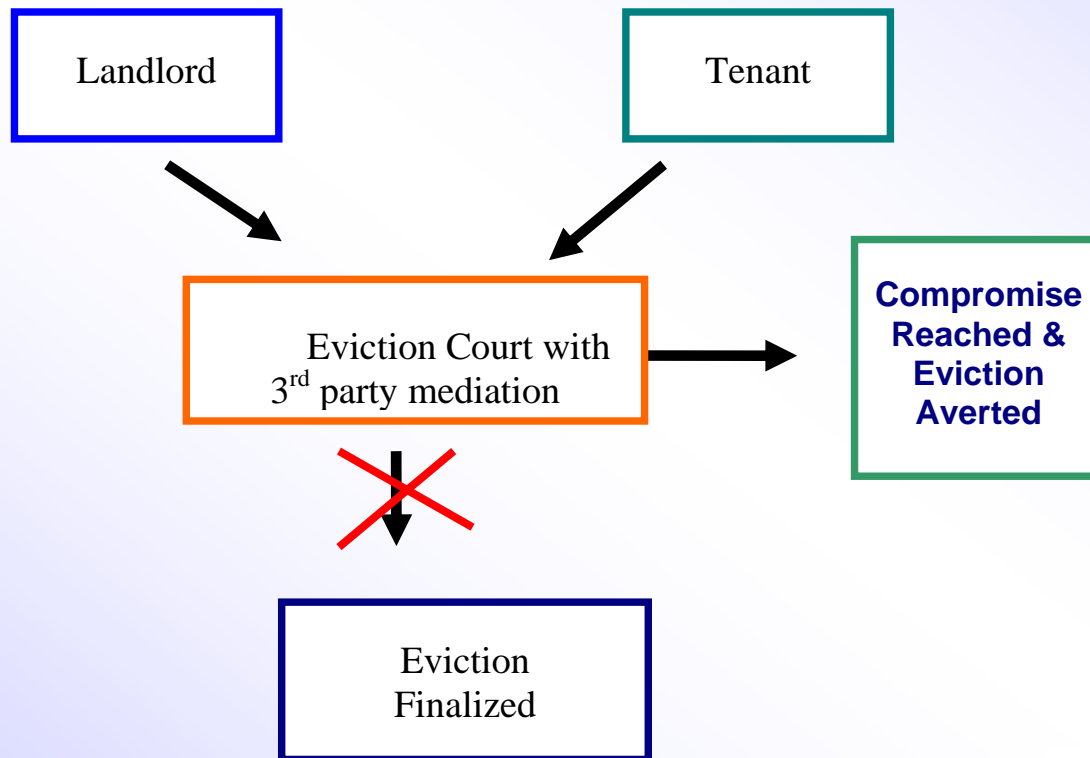 Landlord
Tenant
Eviction Court with
3rd party mediation
Compromise
Reached &
Eviction
Averted
Eviction
Finalized